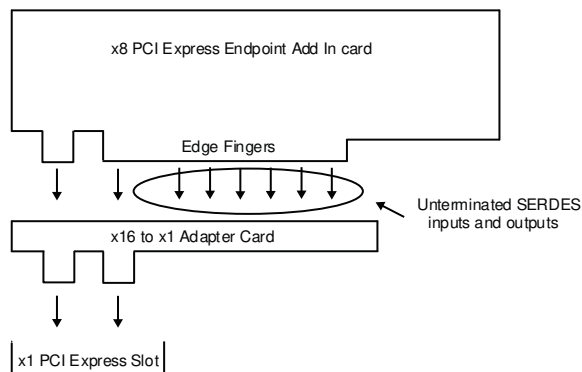 x8 PCI Express Endpoint Add In card
Edge Fingers
Unterminated SERDES
inputs and outputs
x16 to x1 Adapter Card
x1 PCI Express Slot